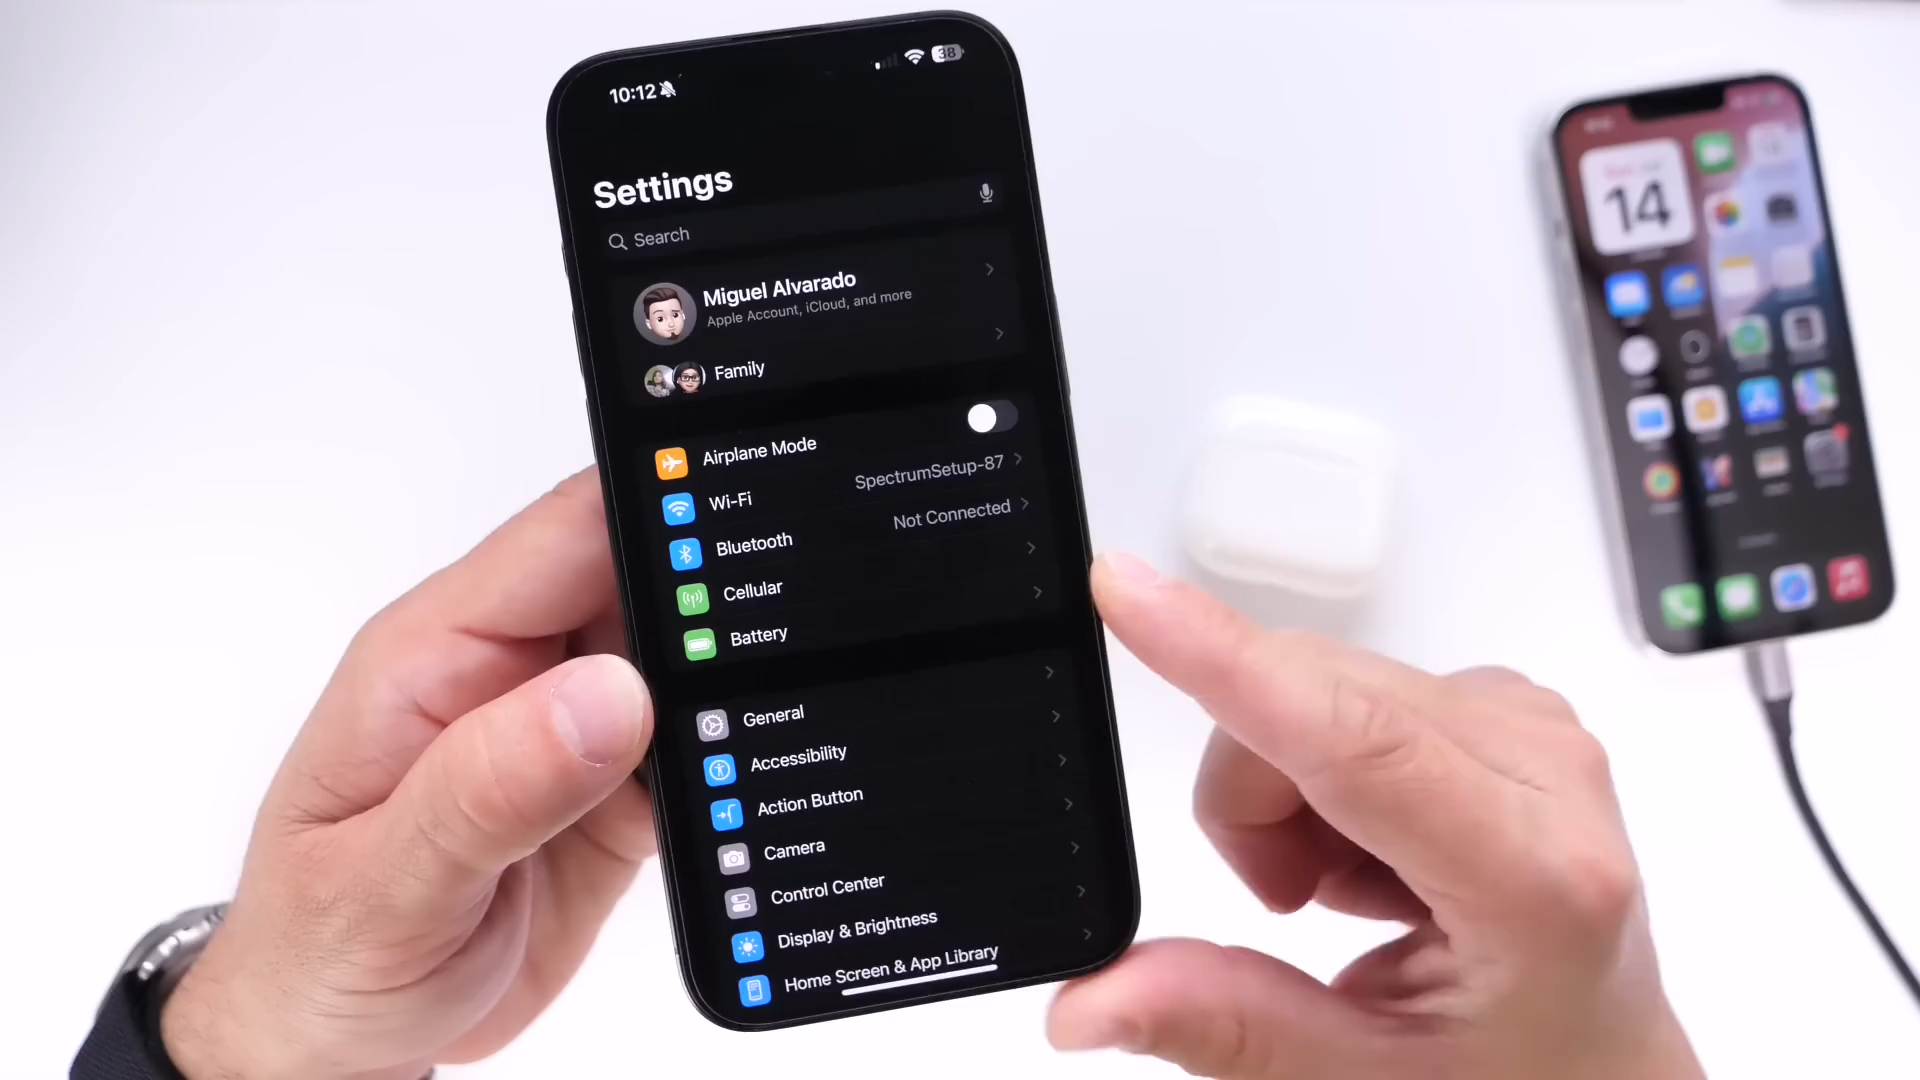 10:12
38
Settings
Search
Miguel Alvarado
Apple Account, iCloud, and more
Family
Airplane Mode
Wi-Fi
SpectrumSetup-87
Bluetooth
Not Connected
Cellular
Battery
General
Accessibility
Action Button
Camera
Control Center
Display & Brightness
Home Screen & App Library
14